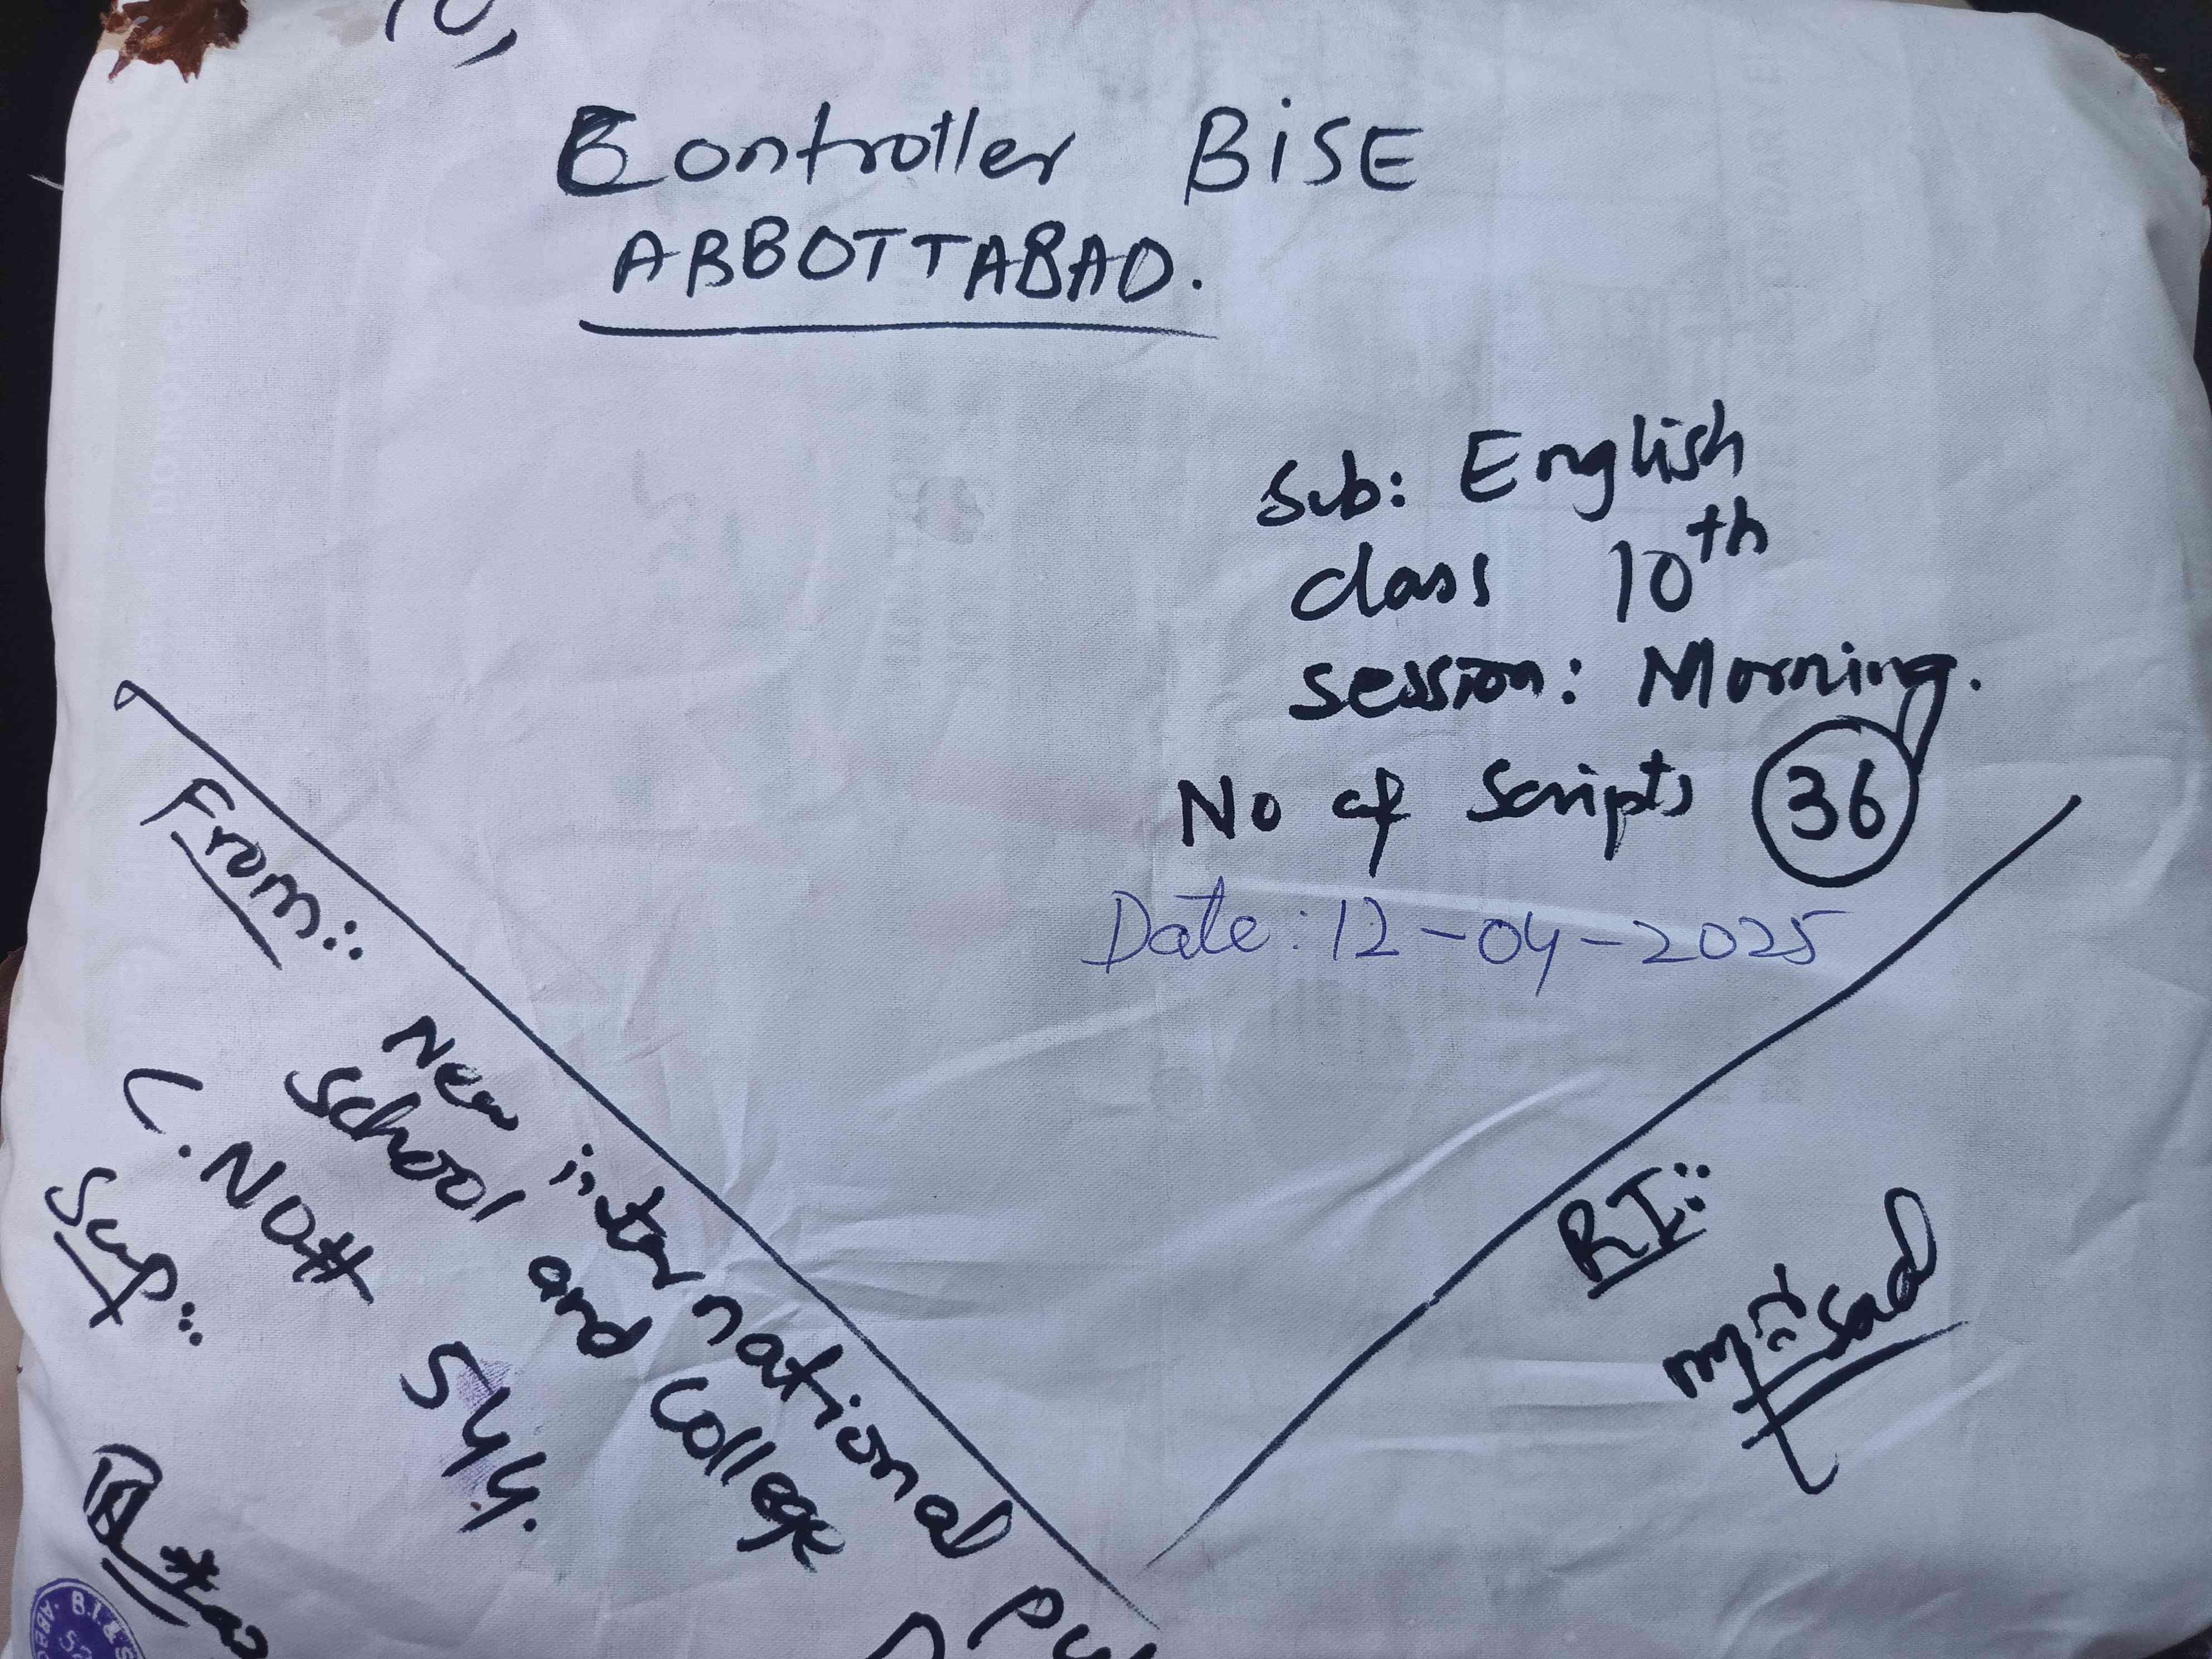 To,
Controller BISE
ABBOTTABAD.
Sub: English
class 10th
session: Morning.
No of scripts 36
Date: 12-04-2025
From::
New international
school and college
C.NO# 544.
Sup::
RI::
B.I.&S